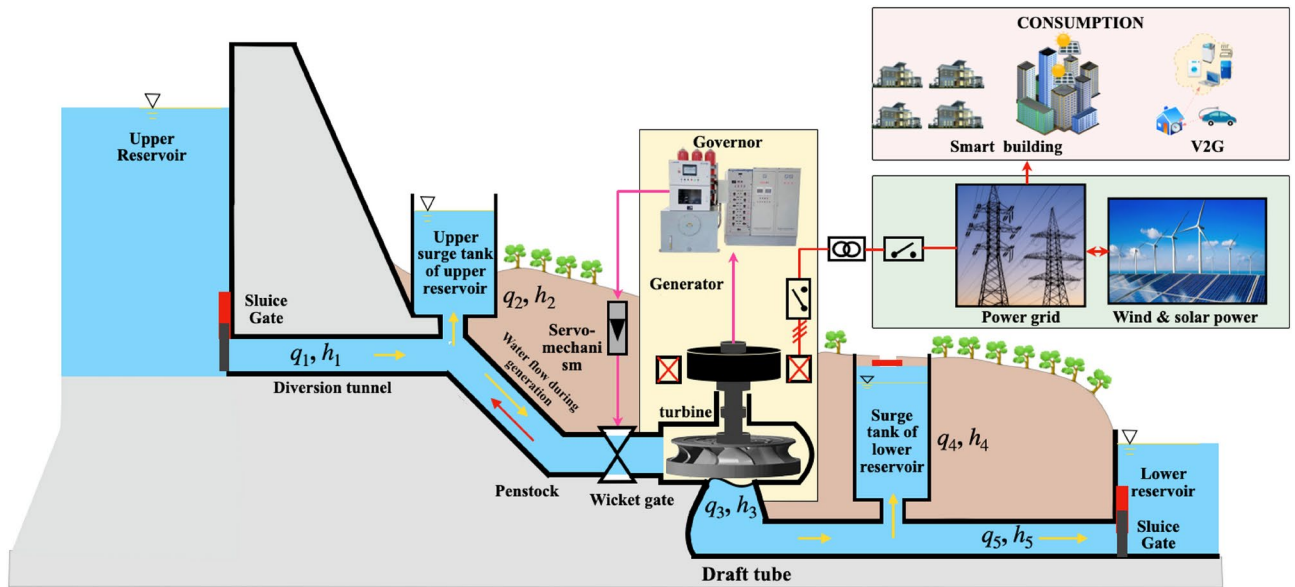 CONSUMPTION
Smart building
V2G
Power grid
Wind & solar power
Upper
Reservoir
Sluice
Gate
q1, h1
Diversion tunnel
Upper
surge tank
of upper
reservoir
q2, h2
Water flow during
generation
Penstock
Governor
Generator
Servo-
mechani
sm
turbine
Wicket gate
q3, h3
Draft tube
Surge
tank of
lower
reservoir
q4, h4
q5, h5
Lower
reservoir
Sluice
Gate